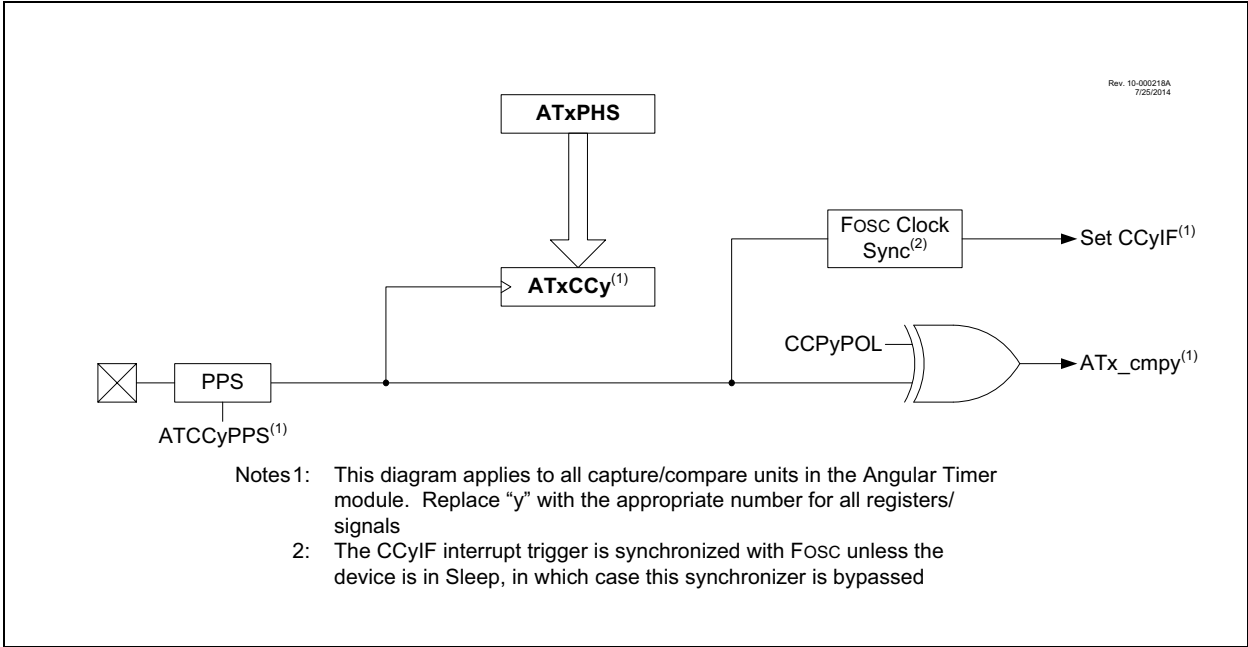 Rev. 10-000218A
7/25/2014
ATxPHS
FOSC Clock
Sync(2)
Set CCyIF(1)
ATxCCy(1)
CCPyPOL
ATx_cmpy(1)
PPS
ATCCyPPS(1)
Notes 1: This diagram applies to all capture/compare units in the Angular Timer
module. Replace “y” with the appropriate number for all registers/
signals
2: The CCyIF interrupt trigger is synchronized with FOSC unless the
device is in Sleep, in which case this synchronizer is bypassed